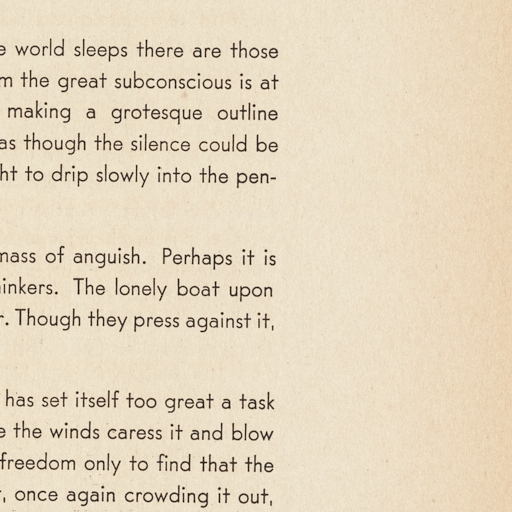 world sleeps there are those
the great subconscious is at
making a grotesque outline
as though the silence could be
to drip slowly into the pen-
mass of anguish. Perhaps it is
The lonely boat upon
Though they press against it,
has set itself too great a task
the winds caress it and blow
freedom only to find that the
once again crowding it out,